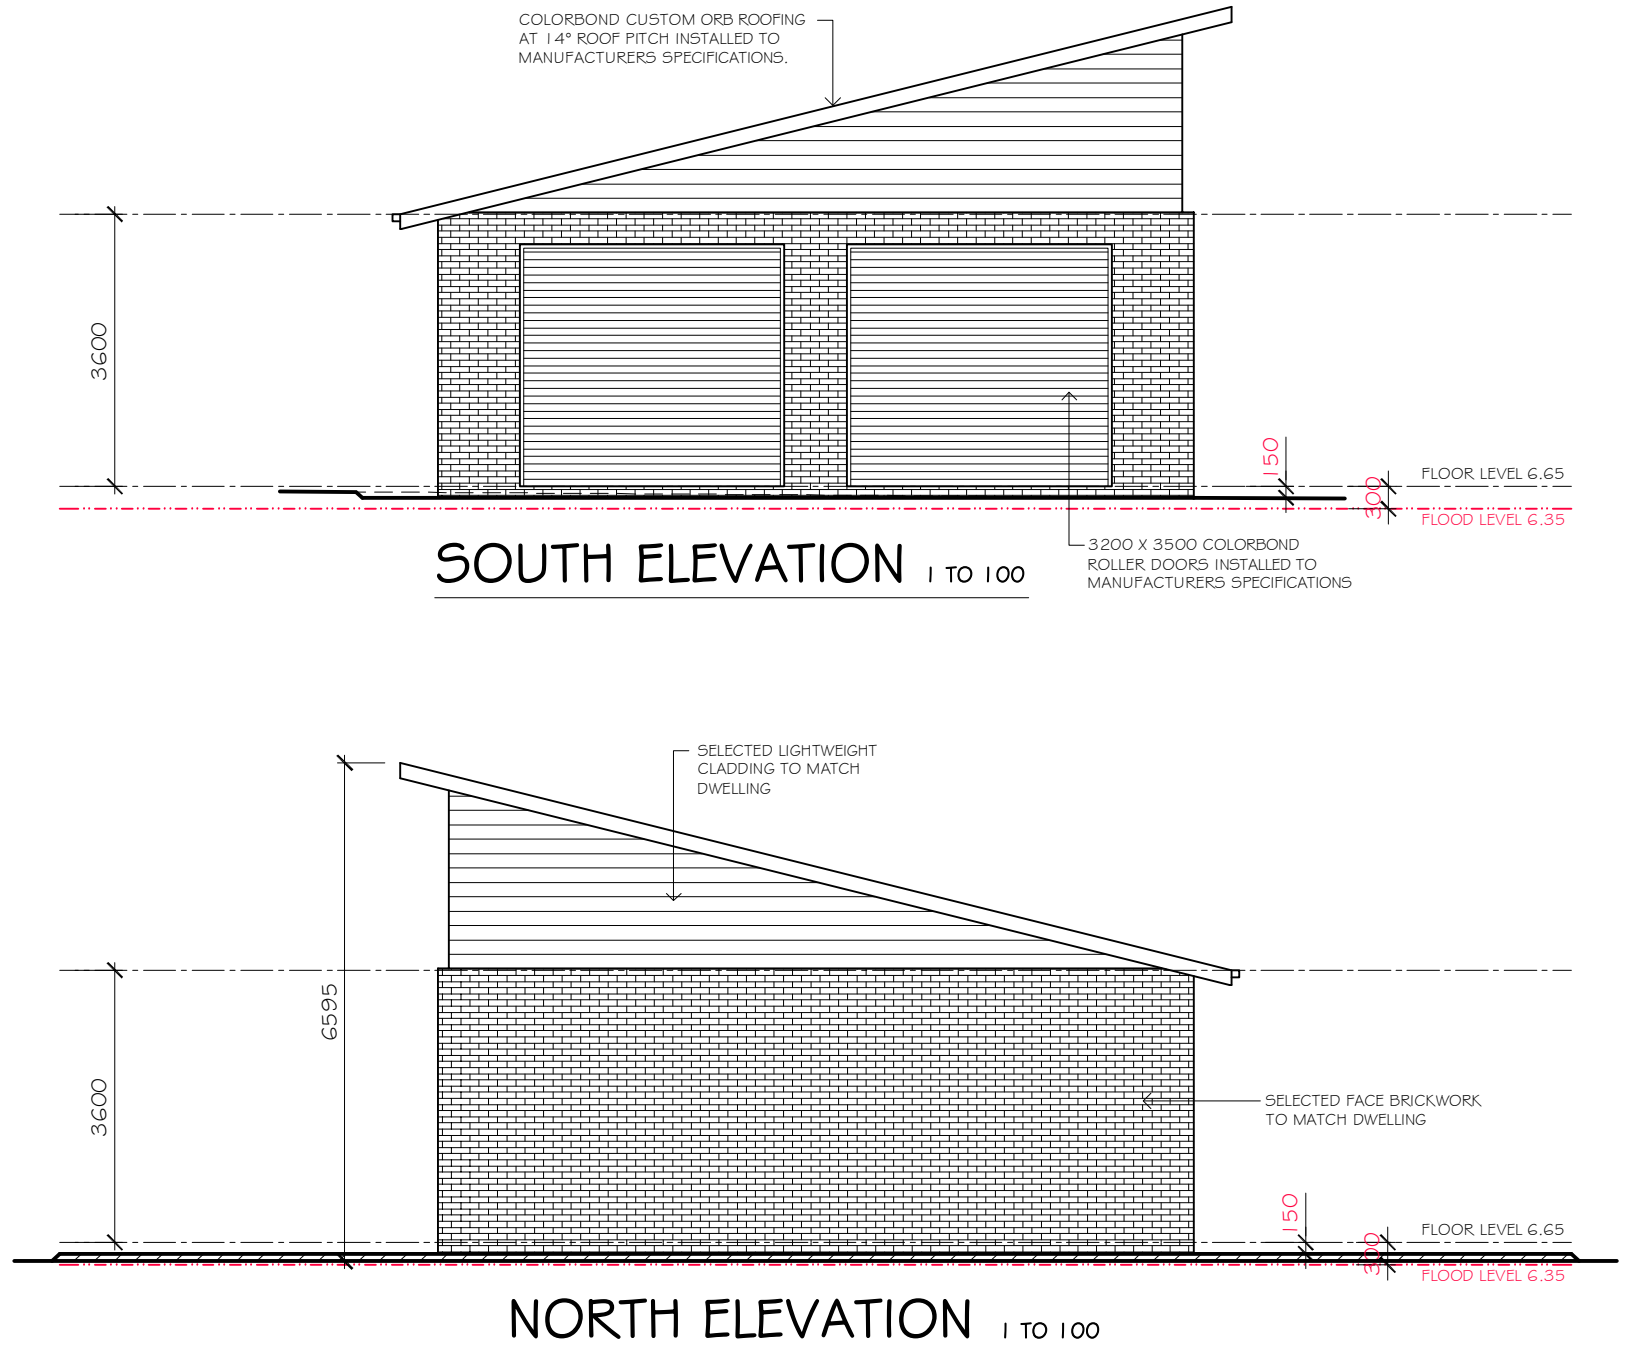 COLORBOND CUSTOM ORB ROOFING
AT 14° ROOF PITCH INSTALLED TO
MANUFACTURERS SPECIFICATIONS.
3600
150
300
FLOOR LEVEL 6.65
FLOOD LEVEL 6.35
3200 X 3500 COLORBOND
ROLLER DOORS INSTALLED TO
MANUFACTURERS SPECIFICATIONS
SOUTH ELEVATION 1 TO 100
SELECTED LIGHTWEIGHT
CLADDING TO MATCH
DWELLING
6595
3600
SELECTED FACE BRICKWORK
TO MATCH DWELLING
150
300
FLOOR LEVEL 6.65
FLOOD LEVEL 6.35
NORTH ELEVATION 1 TO 100